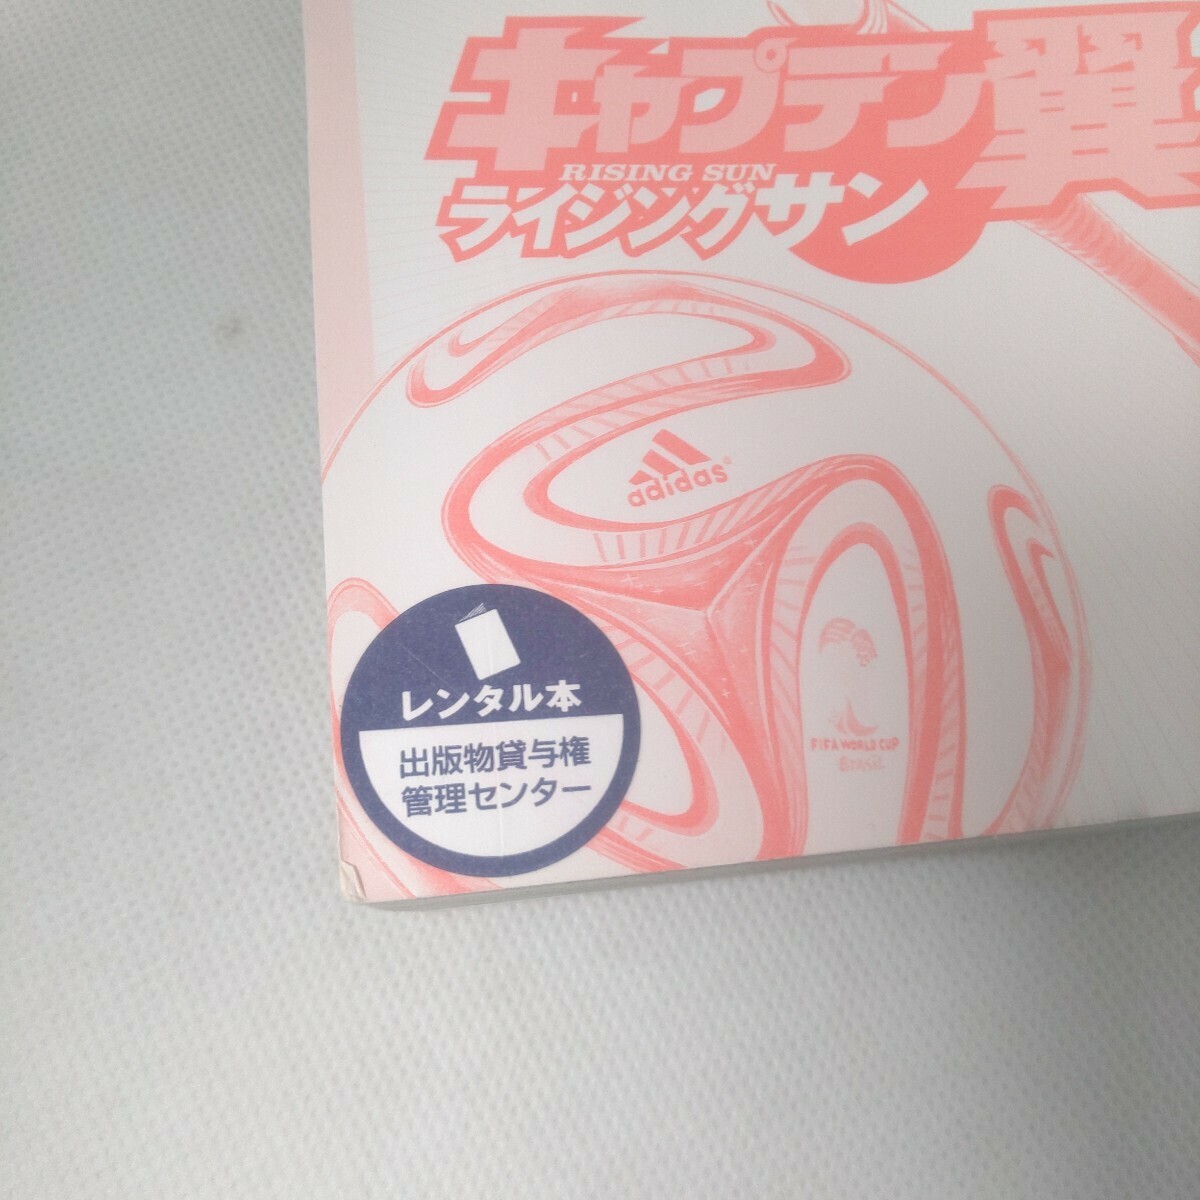 キャプテン翼
RISING SUN
ライジングサン
adidas
FIFA WORLD CUP
BRASIL
レンタル本
出版物貸与権
管理センター